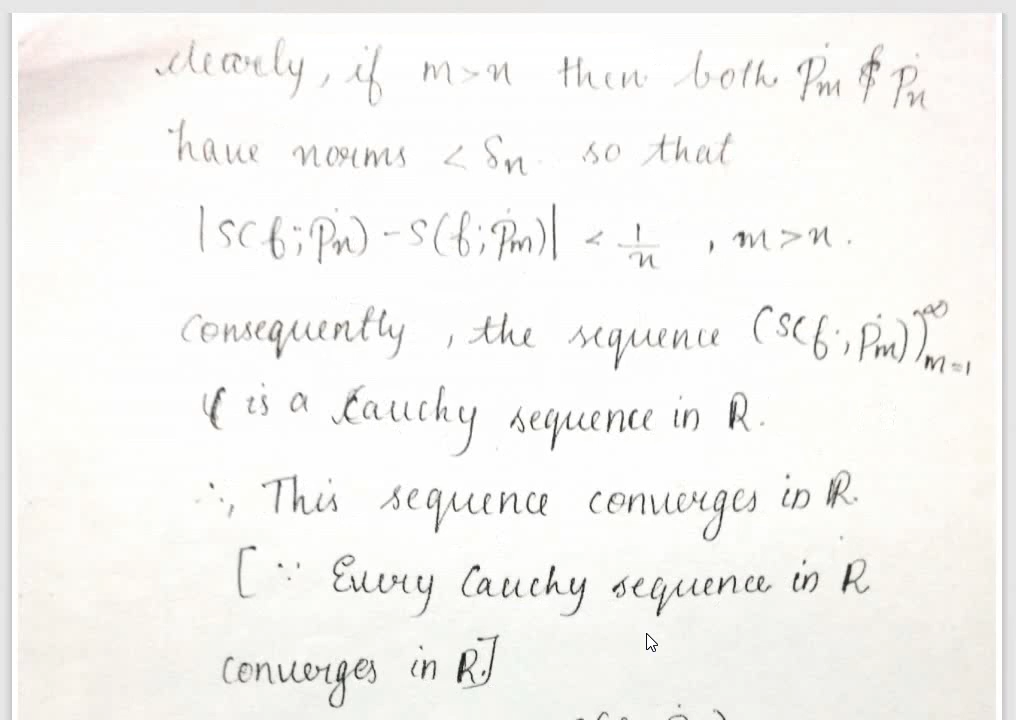 clearly, if m>n then both Ṗm & Ṗn
have norms < δn so that
|S(f; Ṗn) - S(f; Ṗm)| < 1/n , m>n.
Consequently, the sequence (S(f; Ṗm))∞m=1
is a Cauchy sequence in R.
∴, This sequence converges in R.
[∵ Every Cauchy sequence in R
converges in R.]